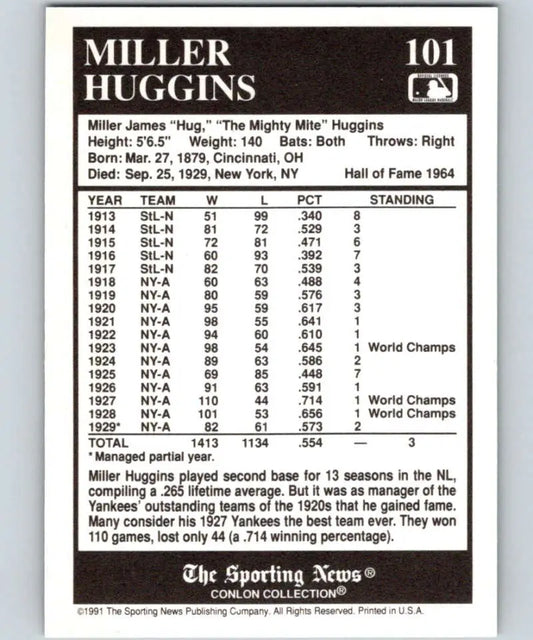 MILLER 101
HUGGINS
Miller James "Hug," "The Mighty Mite" Huggins
Height: 5'6.5" Weight: 140 Bats: Both Throws: Right
Born: Mar. 27, 1879, Cincinnati, OH
Died: Sep. 25, 1929, New York, NY Hall of Fame 1964
YEAR TEAM W L PCT STANDING
1913 StL-N 51 99 .340 8
1914 StL-N 81 72 .529 3
1915 StL-N 72 81 .471 6
1916 StL-N 60 93 .392 7
1917 StL-N 82 70 .539 3
1918 NY-A 60 63 .488 4
1919 NY-A 80 59 .576 3
1920 NY-A 95 59 .617 3
1921 NY-A 98 55 .641 1
1922 NY-A 94 60 .610 1
1923 NY-A 98 54 .645 1 World Champs
1924 NY-A 89 63 .586 2
1925 NY-A 69 85 .448 7
1926 NY-A 91 63 .591 1
1927 NY-A 110 44 .714 1 World Champs
1928 NY-A 101 53 .656 1 World Champs
1929* NY-A 82 61 .573 2
TOTAL 1413 1134 .554 — 3
*Managed partial year.
Miller Huggins played second base for 13 seasons in the NL,
compiling a .265 lifetime average. But it was as manager of the
Yankees' outstanding teams of the 1920s that he gained fame.
Many consider his 1927 Yankees the best team ever. They won
110 games, lost only 44 (a .714 winning percentage).
The Sporting News®
CONLON COLLECTION®
©1991 The Sporting News Publishing Company. All Rights Reserved. Printed in U.S.A.